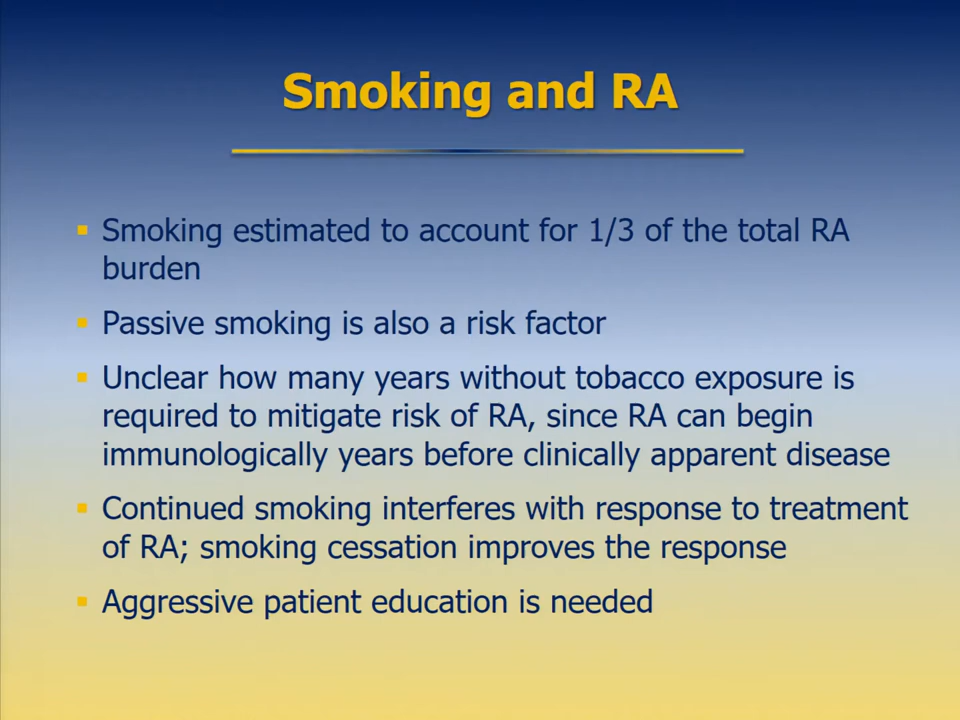 Smoking and RA
Smoking estimated to account for 1/3 of the total RA
burden
Passive smoking is also a risk factor
Unclear how many years without tobacco exposure is
required to mitigate risk of RA, since RA can begin
immunologically years before clinically apparent disease
Continued smoking interferes with response to treatment
of RA; smoking cessation improves the response
Aggressive patient education is needed